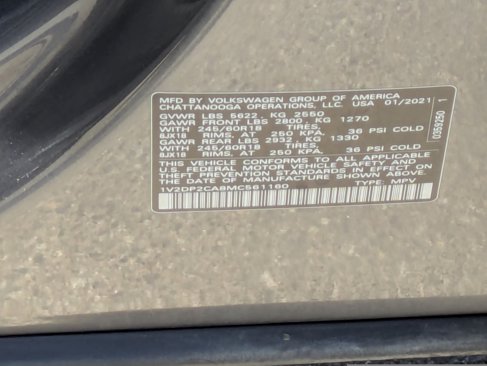 MFD BY VOLKSWAGEN GROUP OF AMERICA
CHATTANOOGA OPERATIONS, LLC. USA 01/2021
GVWR LBS 5622, KG 2550
GAWR FRONT LBS 2800, KG 1270
WITH 245/60R18 TIRES,
8JX18 RIMS, AT 250 KPA, 36 PSI COLD
GAWR REAR LBS 2932, KG 1330
WITH 245/60R18 TIRES,
8JX18 RIMS, AT 250 KPA, 36 PSI COLD
THIS VEHICLE CONFORMS TO ALL APPLICABLE
U.S. FEDERAL MOTOR VEHICLE SAFETY AND
THEFT PREVENTION STANDARDS IN EFFECT ON
THE DATE OF MANUFACTURE SHOWN ABOVE.
1V2DP2CA8MC561160 TYPE: MPV
0359250 1